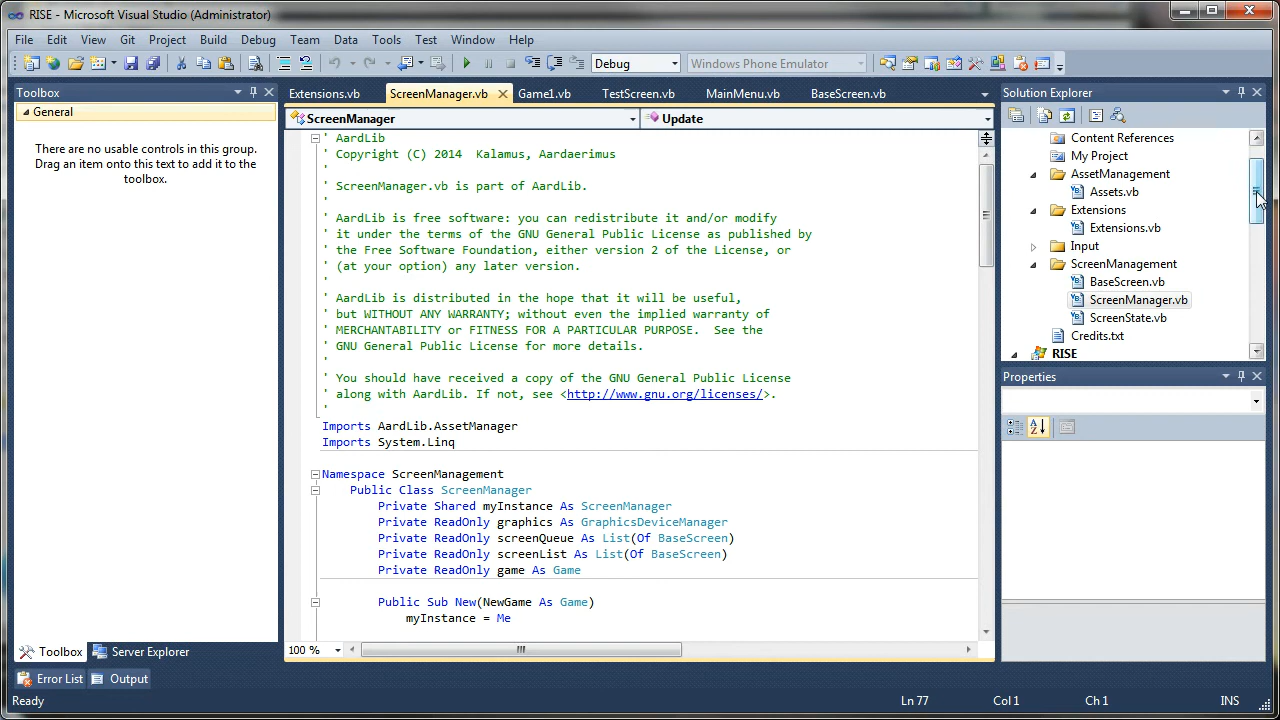 RISE - Microsoft Visual Studio (Administrator)
File Edit View Git Project Build Debug Team Data Tools Test Window Help
Debug Windows Phone Emulator
Toolbox
General
There are no usable controls in this group.
Drag an item onto this text to add it to the
toolbox.
Toolbox Server Explorer
Extensions.vb ScreenManager.vb Game1.vb TestScreen.vb MainMenu.vb BaseScreen.vb
ScreenManager Update
' AardLib
' Copyright (C) 2014  Kalamus, Aardaerimus
'
' ScreenManager.vb is part of AardLib.
'
' AardLib is free software: you can redistribute it and/or modify
' it under the terms of the GNU General Public License as published by
' the Free Software Foundation, either version 2 of the License, or
' (at your option) any later version.
'
' AardLib is distributed in the hope that it will be useful,
' but WITHOUT ANY WARRANTY; without even the implied warranty of
' MERCHANTABILITY or FITNESS FOR A PARTICULAR PURPOSE.  See the
' GNU General Public License for more details.
'
' You should have received a copy of the GNU General Public License
' along with AardLib. If not, see <http://www.gnu.org/licenses/>.
'
Imports AardLib.AssetManager
Imports System.Linq
Namespace ScreenManagement
Public Class ScreenManager
Private Shared myInstance As ScreenManager
Private ReadOnly graphics As GraphicsDeviceManager
Private ReadOnly screenQueue As List(Of BaseScreen)
Private ReadOnly screenList As List(Of BaseScreen)
Private ReadOnly game As Game
Public Sub New(NewGame As Game)
myInstance = Me
100 %
Solution Explorer
Content References
My Project
AssetManagement
Assets.vb
Extensions
Extensions.vb
Input
ScreenManagement
BaseScreen.vb
ScreenManager.vb
ScreenState.vb
Credits.txt
RISE
Properties
Error List Output
Ready Ln 77 Col 1 Ch 1 INS